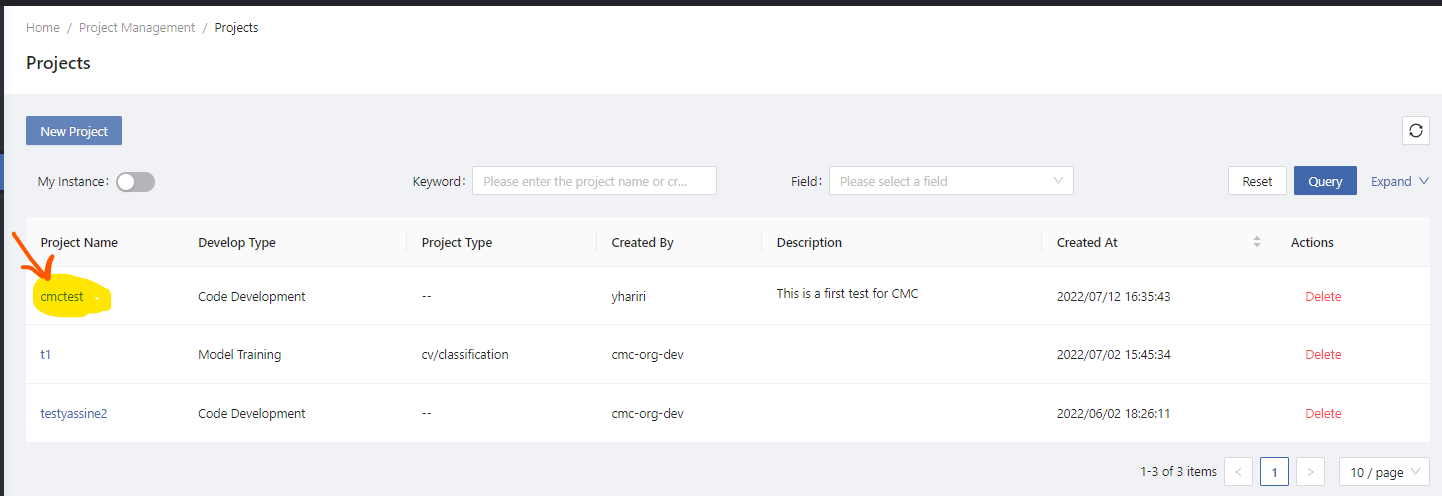 Home / Project Management / Projects
Projects
New Project
My Instance: Keyword: Please enter the project name or cr... Field: Please select a field Reset Query Expand
Project Name Develop Type Project Type Created By Description Created At Actions
cmctest Code Development -- yhariri This is a first test for CMC 2022/07/12 16:35:43 Delete
t1 Model Training cv/classification cmc-org-dev 2022/07/02 15:45:34 Delete
testyassine2 Code Development -- cmc-org-dev 2022/06/02 18:26:11 Delete
1-3 of 3 items < 1 > 10 / page